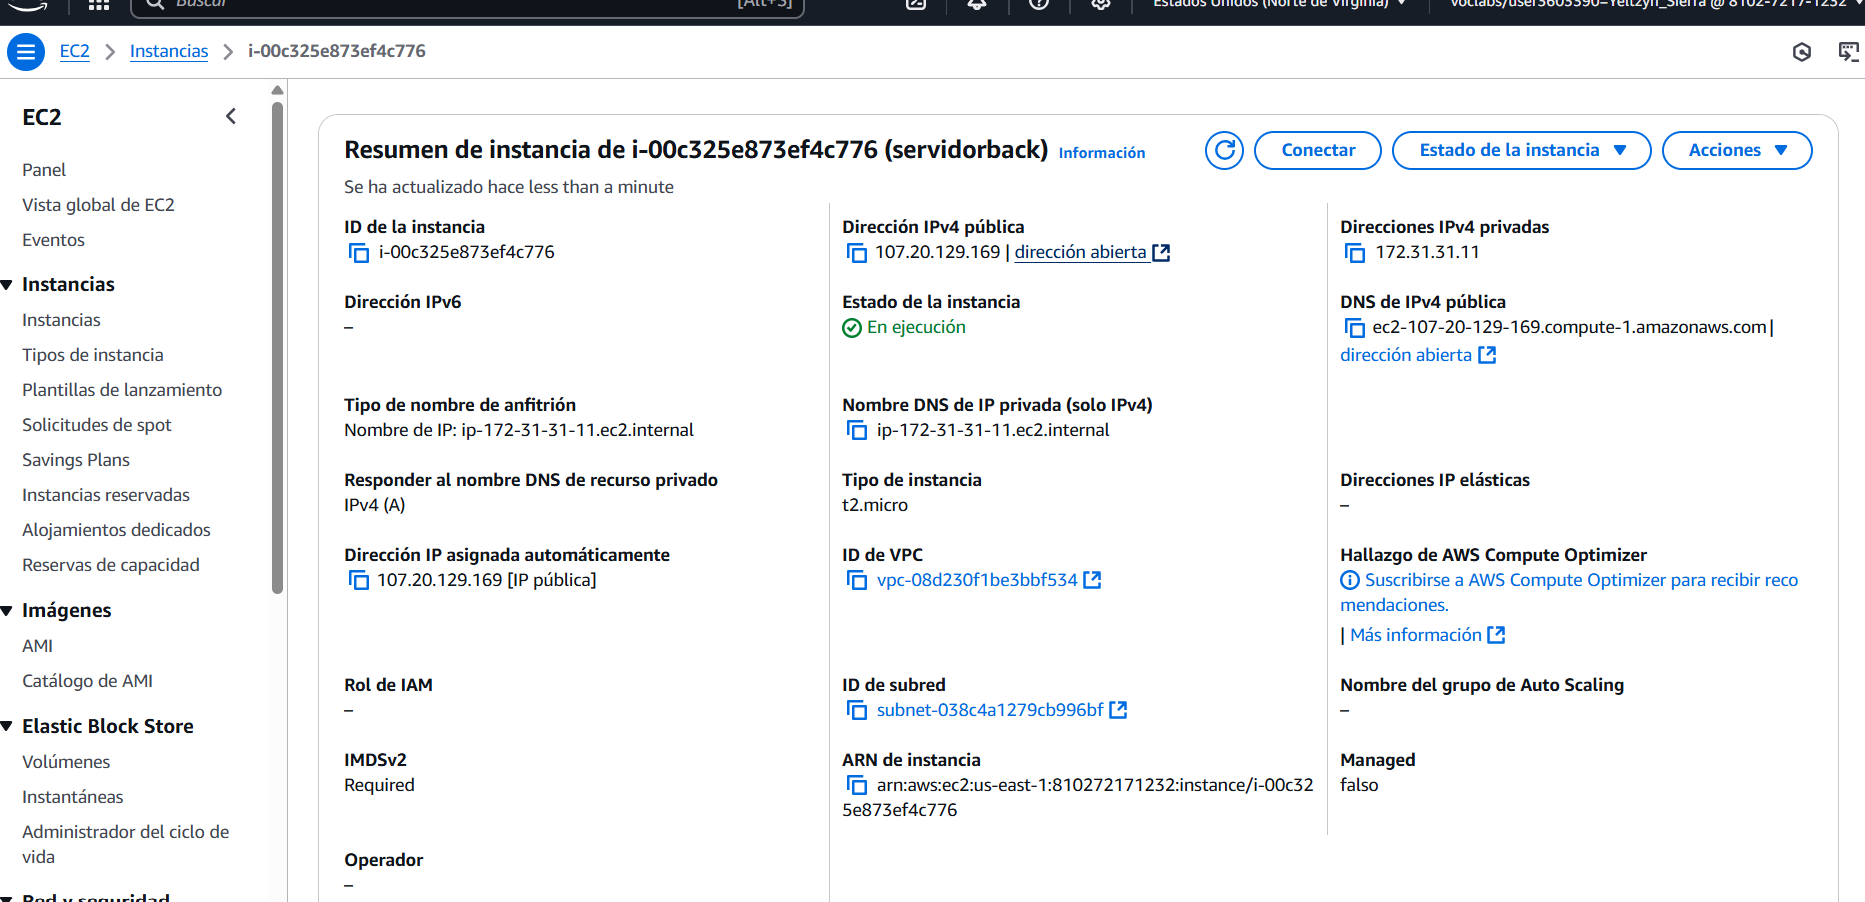 Buscar
[Alt+S]
Estados Unidos (Norte de Virginia)
voclabs/user3603390=Yeltzyn_Sierra @ 8102-7217-1232
EC2
Instancias
i-00c325e873ef4c776
EC2
Panel
Vista global de EC2
Eventos
Instancias
Instancias
Tipos de instancia
Plantillas de lanzamiento
Solicitudes de spot
Savings Plans
Instancias reservadas
Alojamientos dedicados
Reservas de capacidad
Imágenes
AMI
Catálogo de AMI
Elastic Block Store
Volúmenes
Instantáneas
Administrador del ciclo de
vida
Red y seguridad
Resumen de instancia de i-00c325e873ef4c776 (servidorback) Información
Se ha actualizado hace less than a minute
Conectar
Estado de la instancia
Acciones
ID de la instancia
i-00c325e873ef4c776
Dirección IPv4 pública
107.20.129.169 | dirección abierta
Direcciones IPv4 privadas
172.31.31.11
Dirección IPv6
–
Estado de la instancia
En ejecución
DNS de IPv4 pública
ec2-107-20-129-169.compute-1.amazonaws.com |
dirección abierta
Tipo de nombre de anfitrión
Nombre de IP: ip-172-31-31-11.ec2.internal
Nombre DNS de IP privada (solo IPv4)
ip-172-31-31-11.ec2.internal
Responder al nombre DNS de recurso privado
IPv4 (A)
Tipo de instancia
t2.micro
Direcciones IP elásticas
–
Dirección IP asignada automáticamente
107.20.129.169 [IP pública]
ID de VPC
vpc-08d230f1be3bbf534
Hallazgo de AWS Compute Optimizer
Suscribirse a AWS Compute Optimizer para recibir reco
mendaciones.
| Más información
Rol de IAM
–
ID de subred
subnet-038c4a1279cb996bf
Nombre del grupo de Auto Scaling
–
IMDSv2
Required
ARN de instancia
arn:aws:ec2:us-east-1:810272171232:instance/i-00c32
5e873ef4c776
Managed
falso
Operador
–